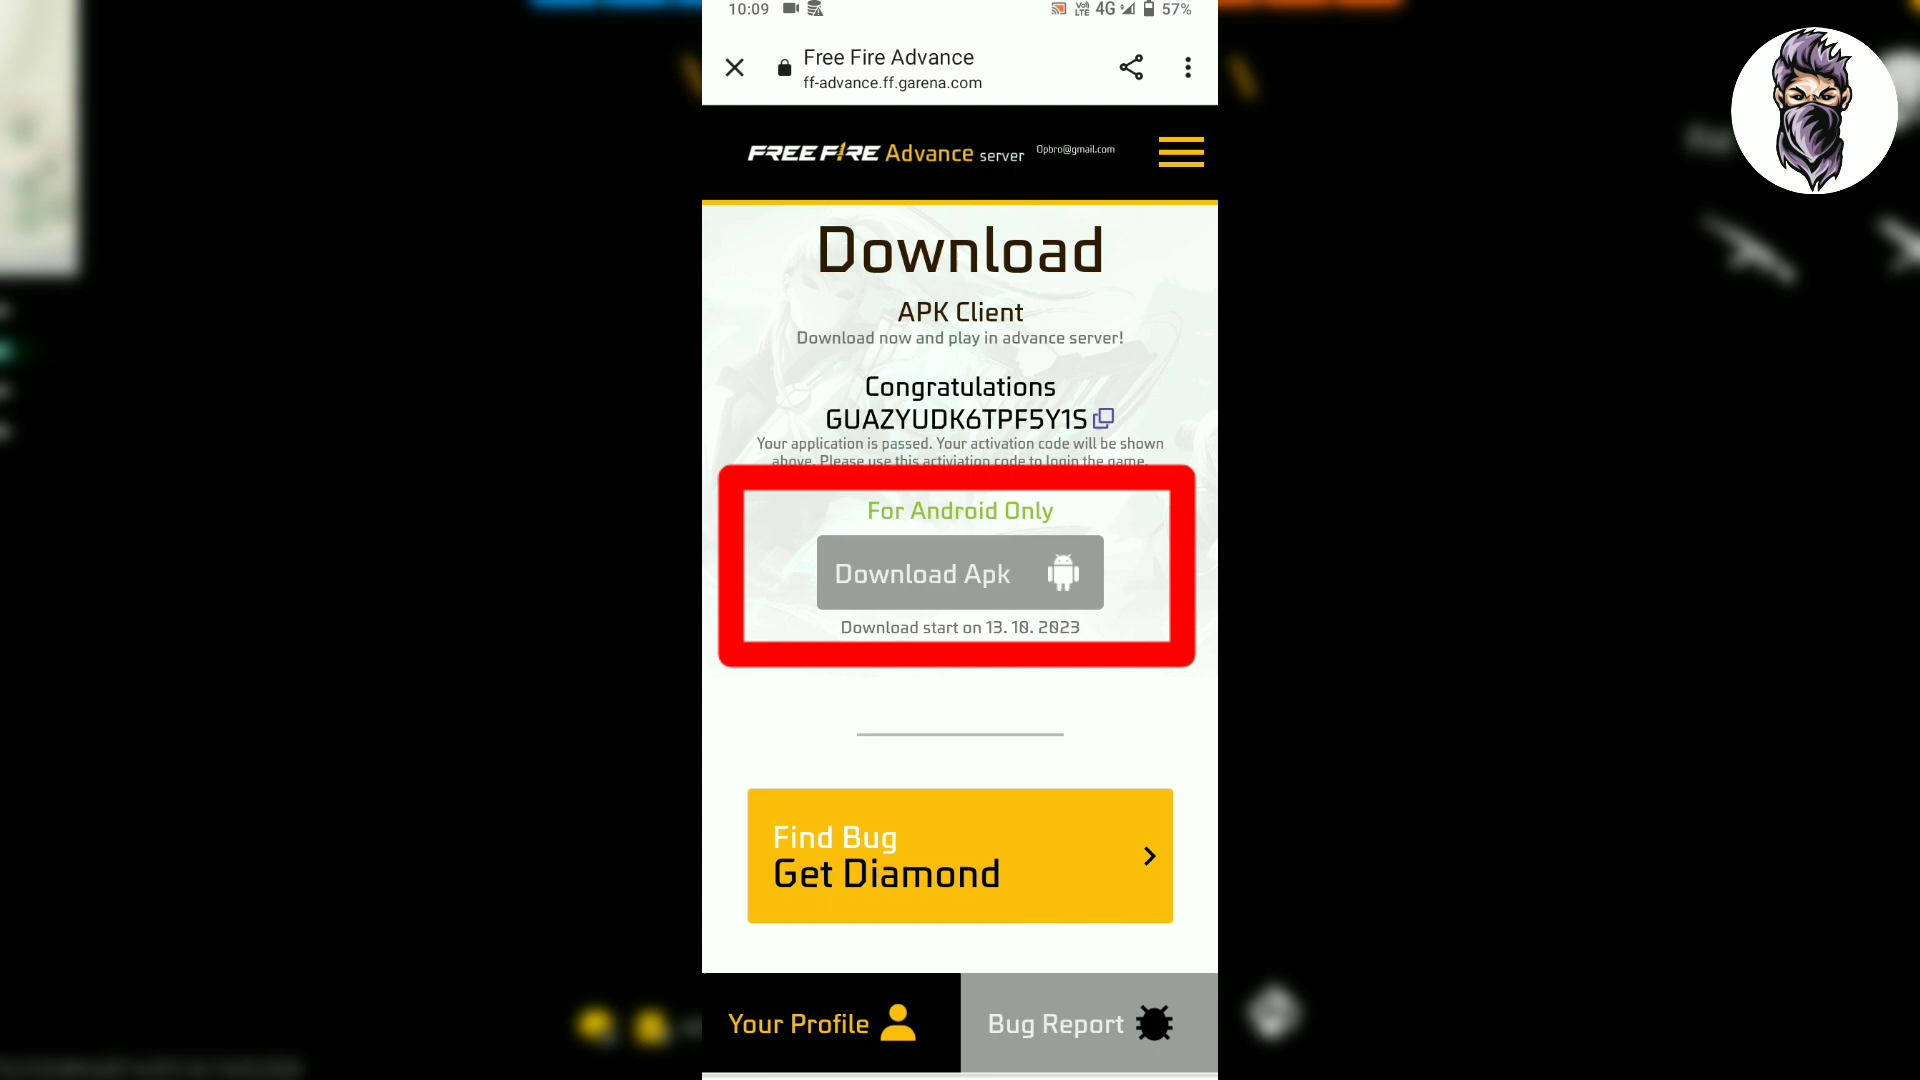 10:09
VoI) LTE 4G 57%
Free Fire Advance
ff-advance.ff.garena.com
FREE FIRE Advance server
Opbro@gmail.com
Download
APK Client
Download now and play in advance server!
Congratulations
GUAZYUDK6TPF5Y1S
Your application is passed. Your activation code will be shown
above. Please use this activiation code to login the game.
For Android Only
Download Apk
Download start on 13. 10. 2023
Find Bug
Get Diamond
Your Profile
Bug Report